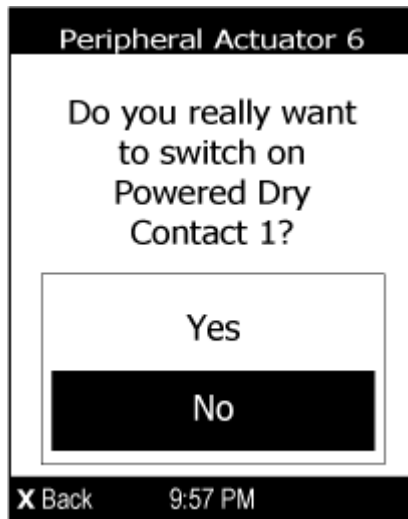 Peripheral Actuator 6
Do you really want
to switch on
Powered Dry
Contact 1?
Yes
No
X Back 9:57 PM